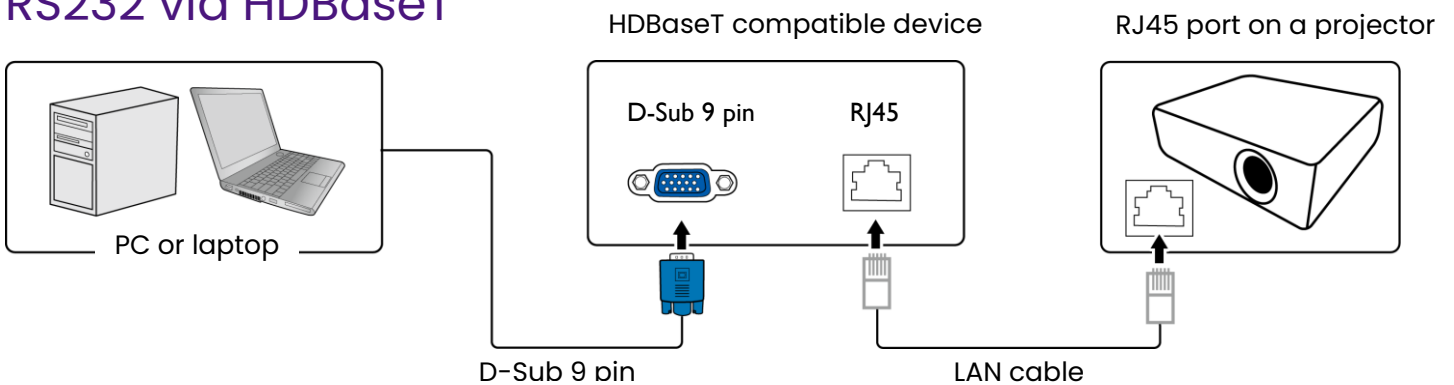 RS232 via HDBaseT
HDBaseT compatible device
RJ45 port on a projector
D-Sub 9 pin
RJ45
PC or laptop
D-Sub 9 pin
LAN cable